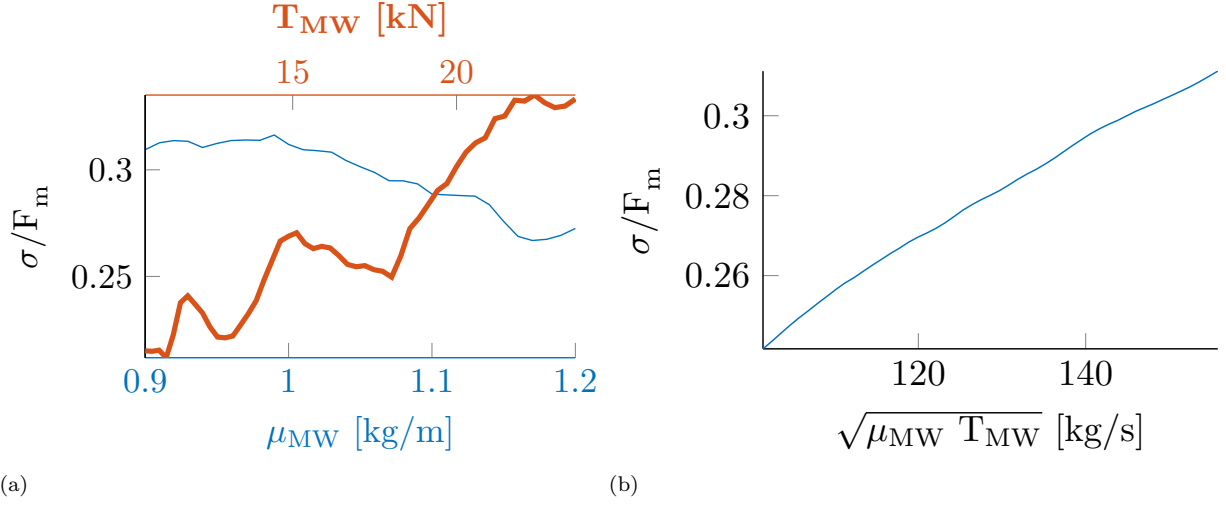 T_MW [kN]
15 20
0.3
0.25
σ/F_m
0.9 1 1.1 1.2
μ_MW [kg/m]
(a)
0.3
0.28
0.26
σ/F_m
120 140
√(μ_MW T_MW) [kg/s]
(b)